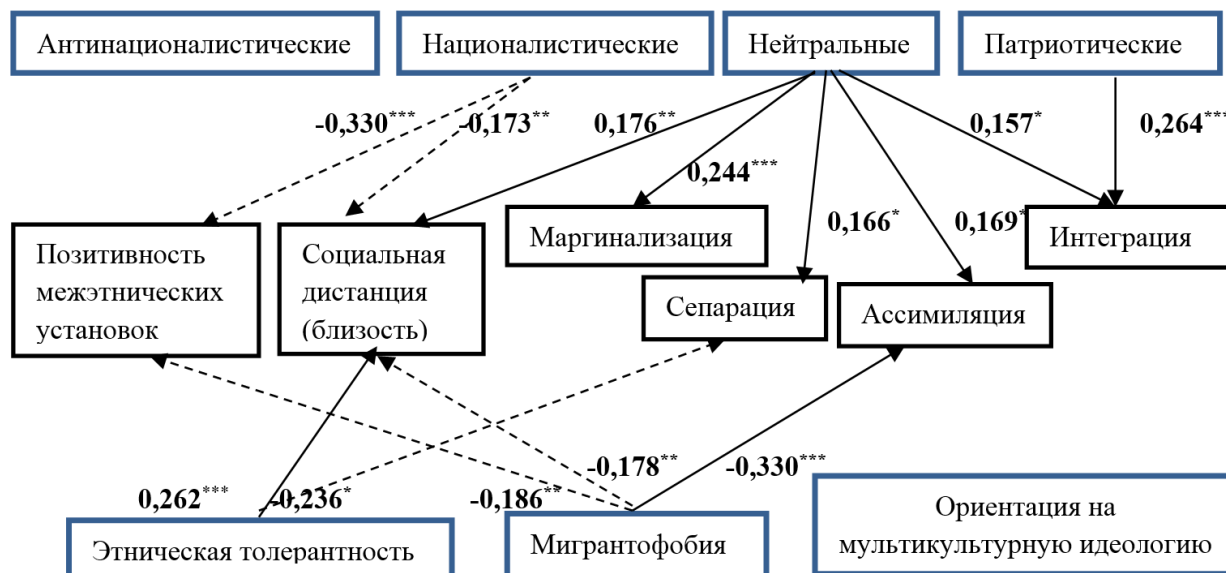 Антинационалистические
Националистические
Нейтральные
Патриотические
-0,330***
-0,173**
0,176**
0,157*
0,264***
0,244***
0,166*
0,169*
Позитивность
межэтнических
установок
Социальная
дистанция
(близость)
Маргинализация
Сепарация
Ассимиляция
Интеграция
0,262***
-0,236*
-0,186**
-0,178**
-0,330***
Этническая толерантность
Мигрантофобия
Ориентация на
мультикультурную идеологию